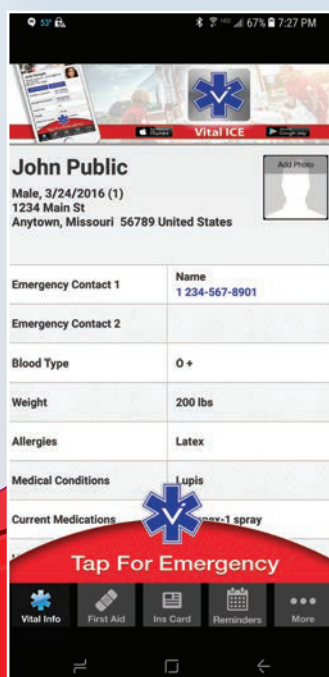 53°
67% 7:27 PM
iTunes
Vital ICE
Google play
John Public
Male, 3/24/2016 (1)
1234 Main St
Anytown, Missouri 56789 United States
Add Photo
Emergency Contact 1
Name
1 234-567-8901
Emergency Contact 2
Blood Type
O +
Weight
200 lbs
Allergies
Latex
Medical Conditions
Lupis
Current Medications
spray
Tap For Emergency
Vital Info
First Aid
Ins Card
Reminders
More